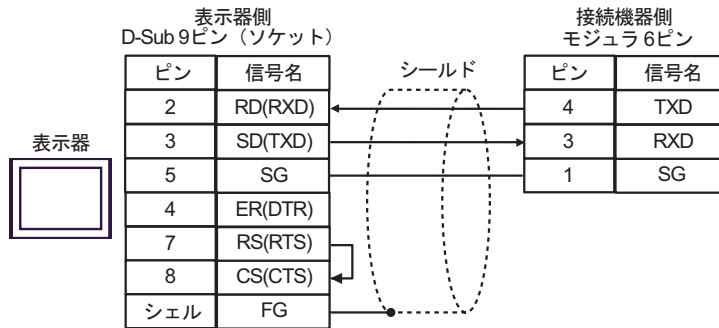 表示器側
D-Sub 9ピン（ソケット）
接続機器側
モジュラ 6ピン
ピン 信号名 シールド ピン 信号名
2 RD(RXD) 4 TXD
表示器 3 SD(TXD) 3 RXD
5 SG 1 SG
4 ER(DTR)
7 RS(RTS)
8 CS(CTS)
シェル FG